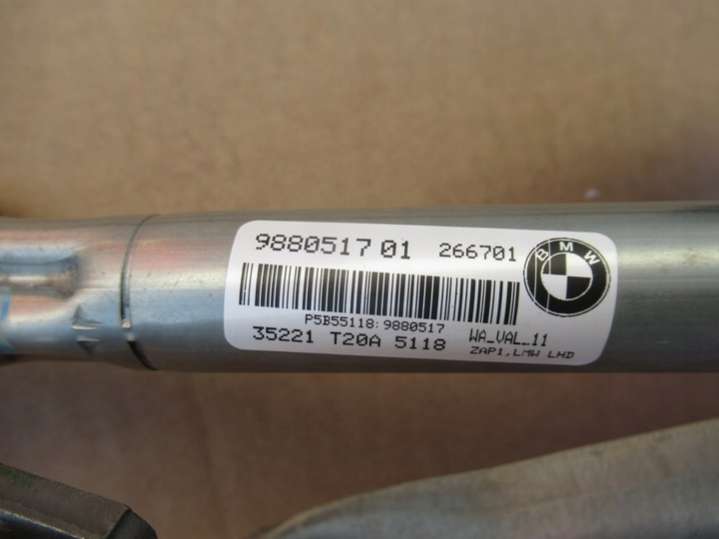 9880517 01 266701
BMW
P5B55118:9880517
35221 T20A 5118 WA_VAL_11
ZAP1,LMW LHD